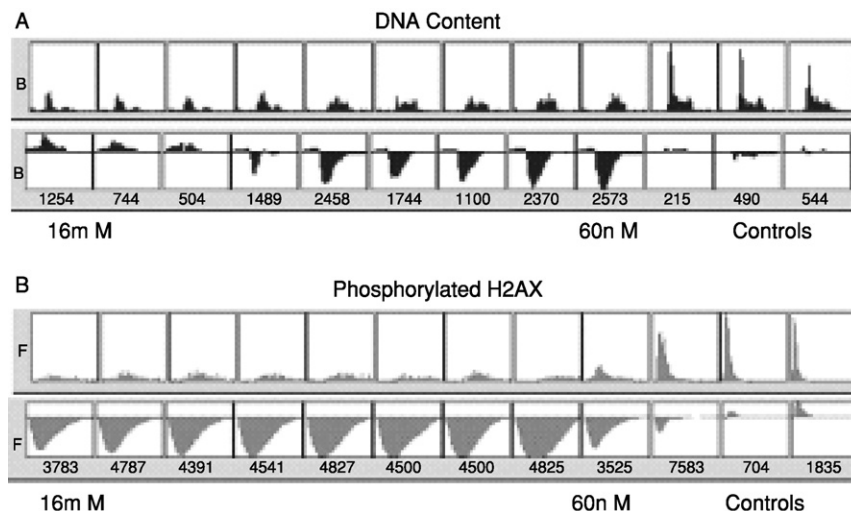 A
DNA Content
B
B
1254 744 504 1489 2458 1744 1100 2370 2573 215 490 544
16m M 60n M Controls
B
Phosphorylated H2AX
F
F
3783 4787 4391 4541 4827 4500 4500 4825 3525 7583 704 1835
16m M 60n M Controls